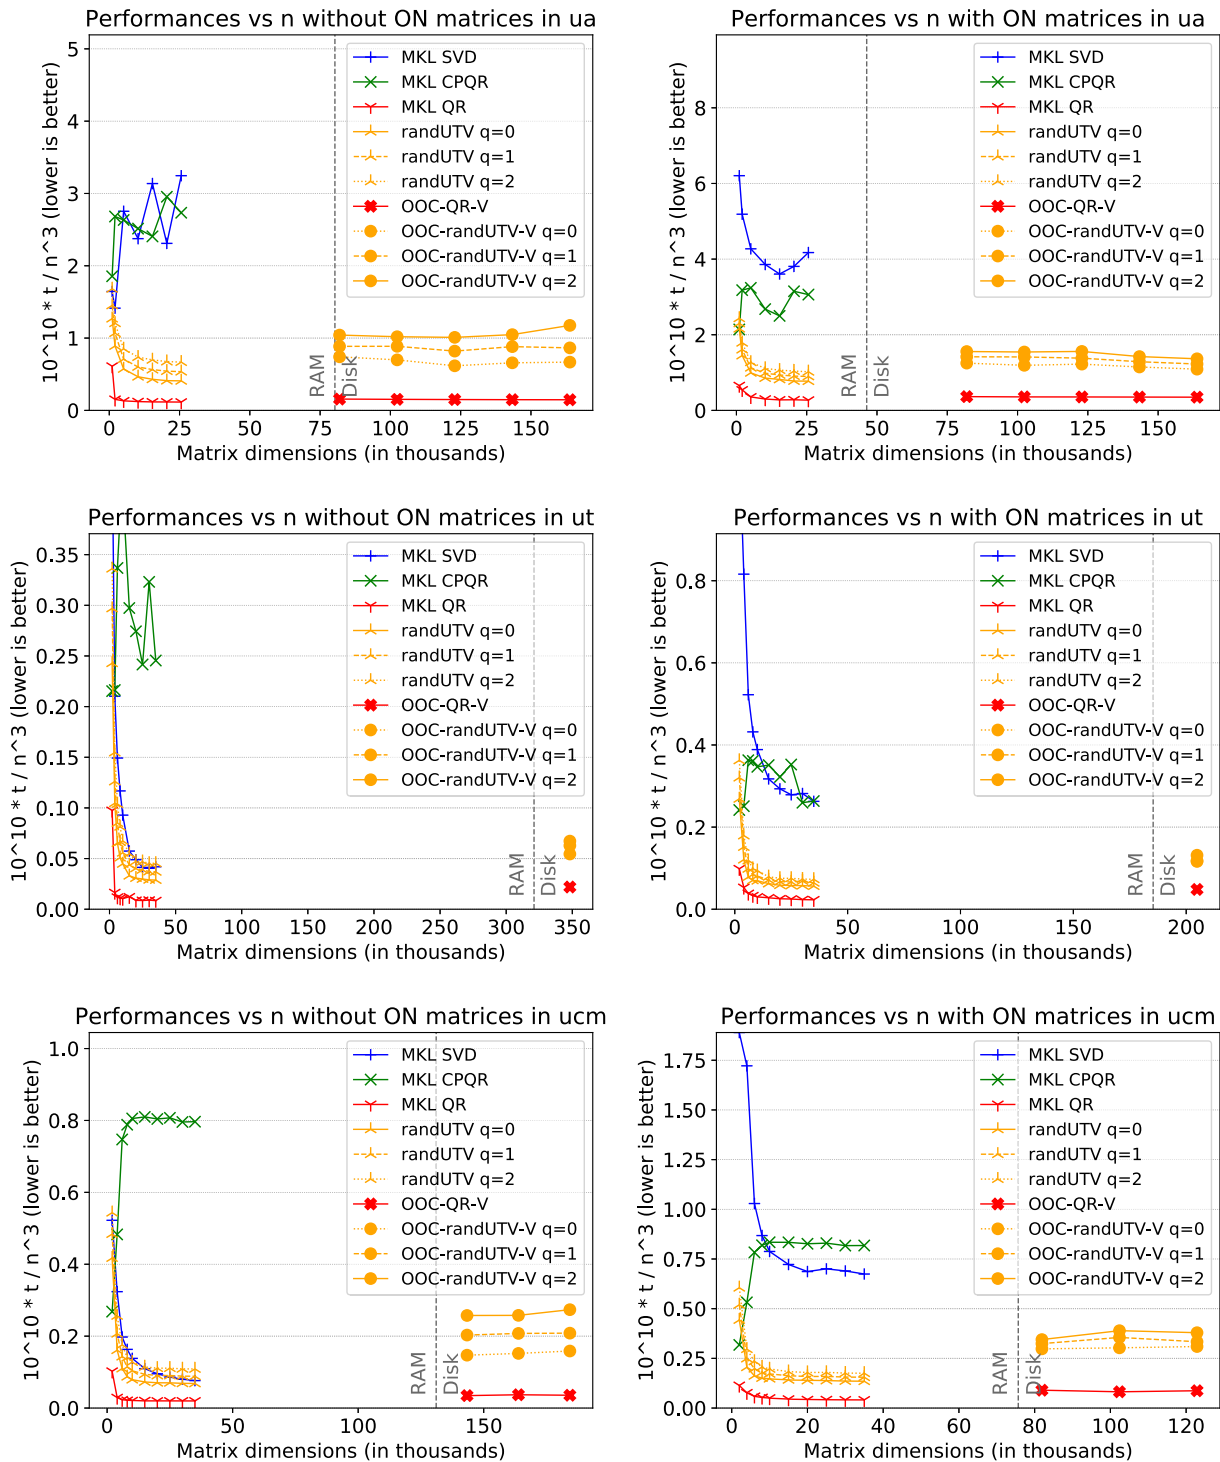 Performances vs n without ON matrices in ua
10^10 * t / n^3 (lower is better)
5
4
3
2
1
0
MKL SVD
MKL CPQR
MKL QR
randUTV q=0
randUTV q=1
randUTV q=2
OOC-QR-V
OOC-randUTV-V q=0
OOC-randUTV-V q=1
OOC-randUTV-V q=2
RAM
Disk
0 25 50 75 100 125 150
Matrix dimensions (in thousands)
Performances vs n with ON matrices in ua
10^10 * t / n^3 (lower is better)
8
6
4
2
0
MKL SVD
MKL CPQR
MKL QR
randUTV q=0
randUTV q=1
randUTV q=2
OOC-QR-V
OOC-randUTV-V q=0
OOC-randUTV-V q=1
OOC-randUTV-V q=2
RAM
Disk
0 25 50 75 100 125 150
Matrix dimensions (in thousands)
Performances vs n without ON matrices in ut
10^10 * t / n^3 (lower is better)
0.35
0.30
0.25
0.20
0.15
0.10
0.05
0.00
MKL SVD
MKL CPQR
MKL QR
randUTV q=0
randUTV q=1
randUTV q=2
OOC-QR-V
OOC-randUTV-V q=0
OOC-randUTV-V q=1
OOC-randUTV-V q=2
RAM
Disk
0 50 100 150 200 250 300 350
Matrix dimensions (in thousands)
Performances vs n with ON matrices in ut
10^10 * t / n^3 (lower is better)
0.8
0.6
0.4
0.2
0.0
MKL SVD
MKL CPQR
MKL QR
randUTV q=0
randUTV q=1
randUTV q=2
OOC-QR-V
OOC-randUTV-V q=0
OOC-randUTV-V q=1
OOC-randUTV-V q=2
RAM
Disk
0 50 100 150 200
Matrix dimensions (in thousands)
Performances vs n without ON matrices in ucm
10^10 * t / n^3 (lower is better)
1.0
0.8
0.6
0.4
0.2
0.0
MKL SVD
MKL CPQR
MKL QR
randUTV q=0
randUTV q=1
randUTV q=2
OOC-QR-V
OOC-randUTV-V q=0
OOC-randUTV-V q=1
OOC-randUTV-V q=2
RAM
Disk
0 50 100 150
Matrix dimensions (in thousands)
Performances vs n with ON matrices in ucm
10^10 * t / n^3 (lower is better)
1.75
1.50
1.25
1.00
0.75
0.50
0.25
0.00
MKL SVD
MKL CPQR
MKL QR
randUTV q=0
randUTV q=1
randUTV q=2
OOC-QR-V
OOC-randUTV-V q=0
OOC-randUTV-V q=1
OOC-randUTV-V q=2
RAM
Disk
0 20 40 60 80 100 120
Matrix dimensions (in thousands)